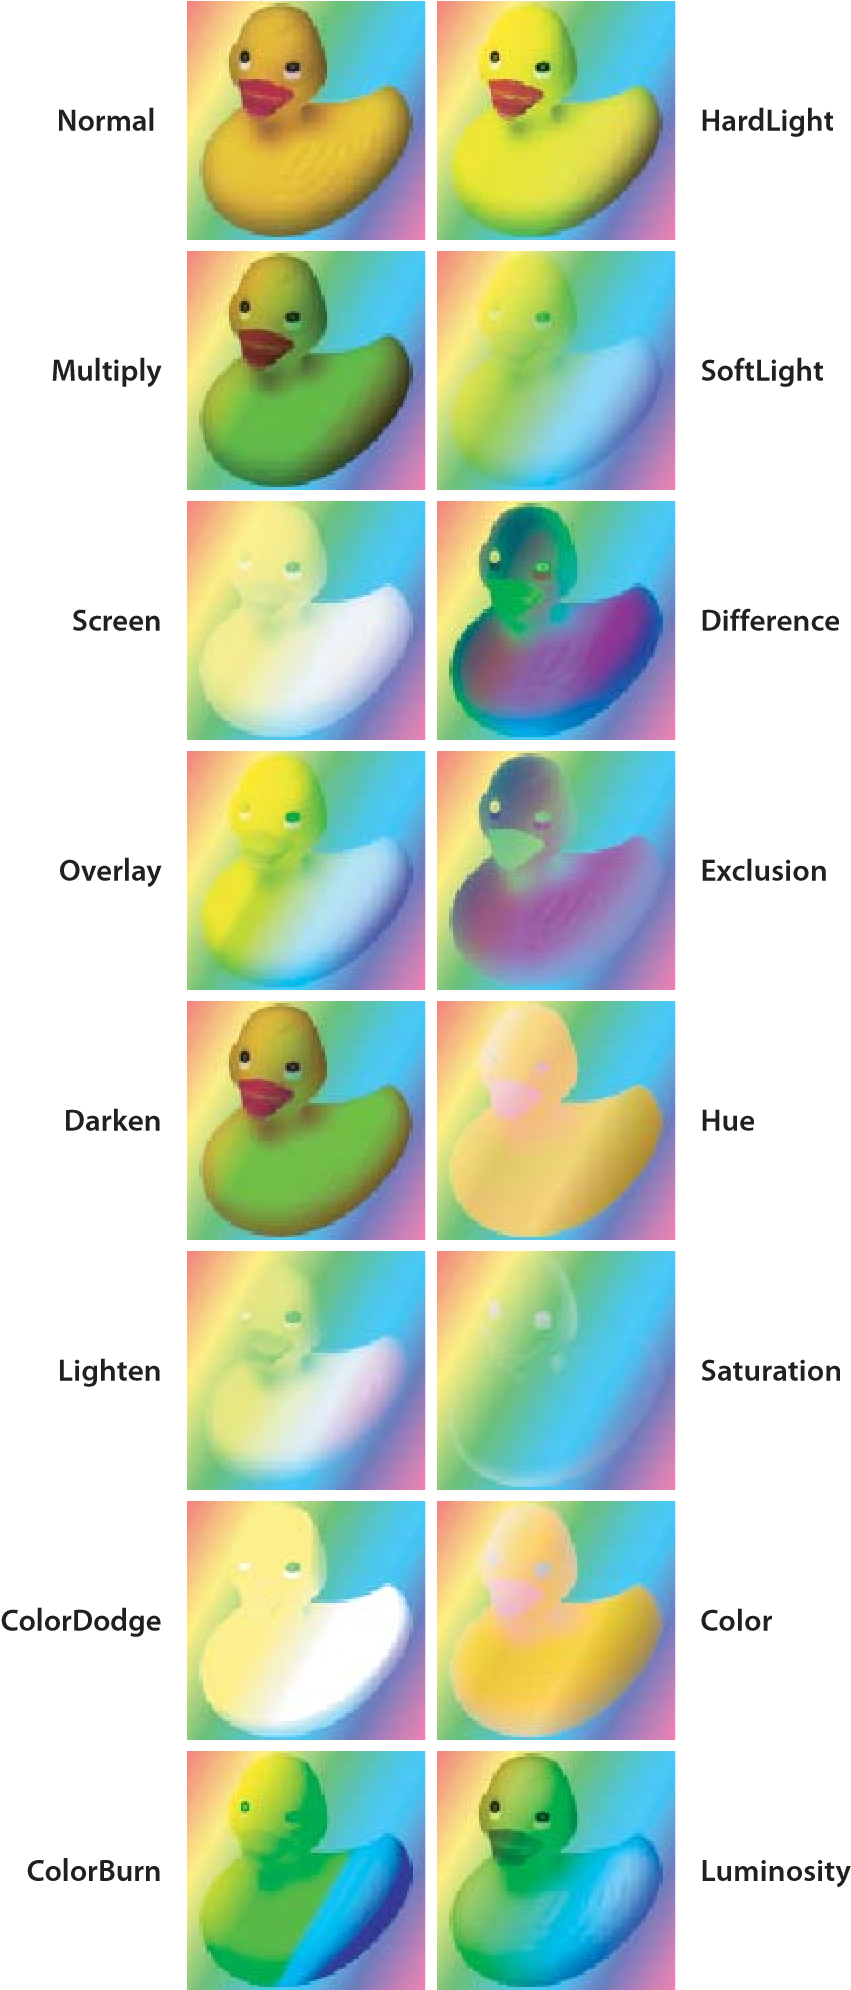 Normal
HardLight
Multiply
SoftLight
Screen
Difference
Overlay
Exclusion
Darken
Hue
Lighten
Saturation
ColorDodge
Color
ColorBurn
Luminosity